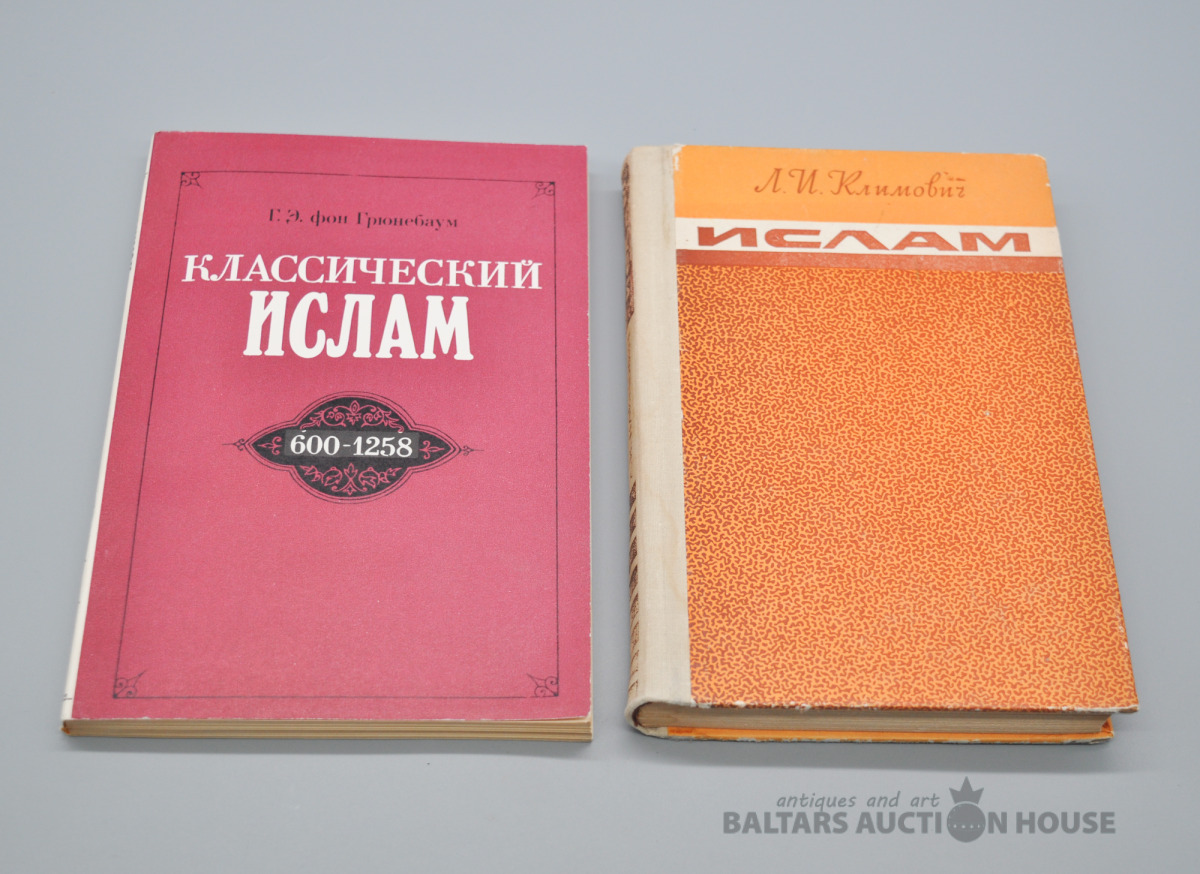 Г. Э. фон Грюнебаум
КЛАССИЧЕСКИЙ
ИСЛАМ
600-1258
Л. И. Климович
ИСЛАМ
antiques and art
BALTARS AUCTION HOUSE